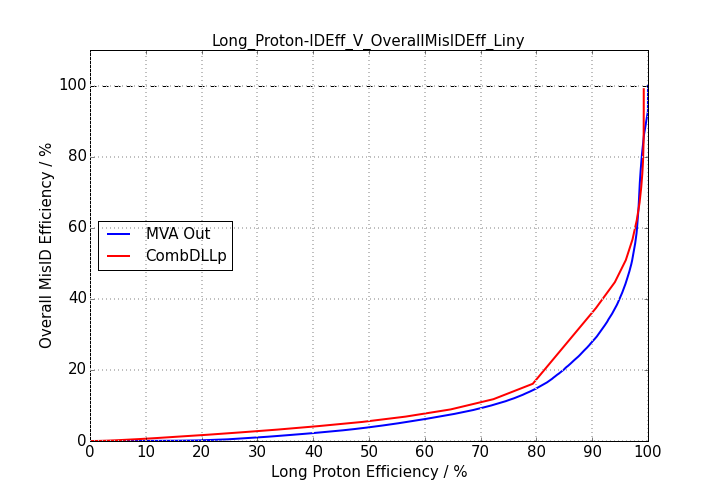 Long_Proton-IDEff_V_OverallMisIDEff_Liny
100
80
60
40
20
0
Overall MisID Efficiency / %
MVA Out
CombDLLp
0 10 20 30 40 50 60 70 80 90 100
Long Proton Efficiency / %